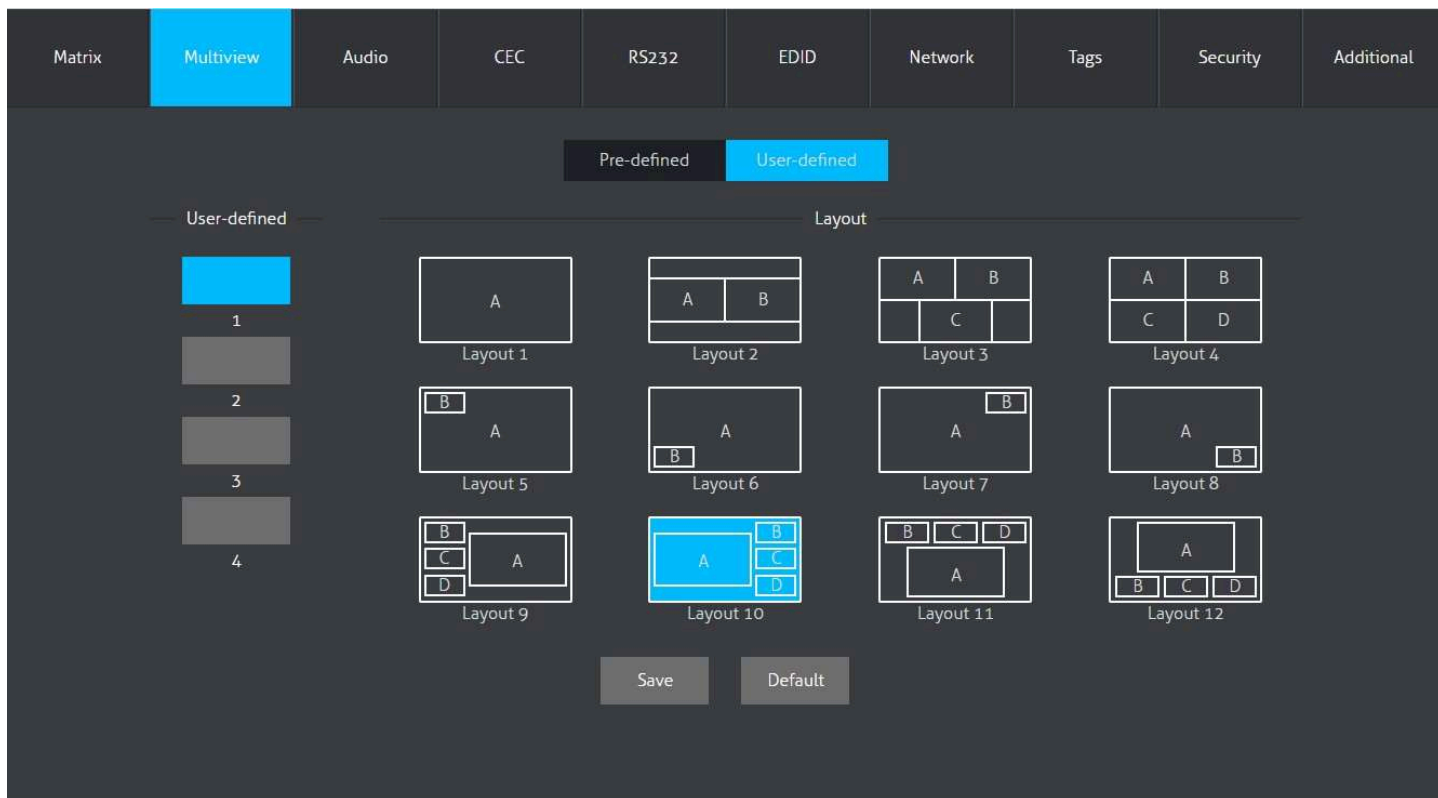 Matrix Multiview Audio CEC RS232 EDID Network Tags Security Additional
Pre-defined User-defined
User-defined Layout
1
2
3
4
A
Layout 1
A B
Layout 2
A B
C
Layout 3
A B
C D
Layout 4
B
A
Layout 5
A
B
Layout 6
B
A
Layout 7
A
B
Layout 8
B
C A
D
Layout 9
B
A C
D
Layout 10
B C D
A
Layout 11
A
B C D
Layout 12
Save Default